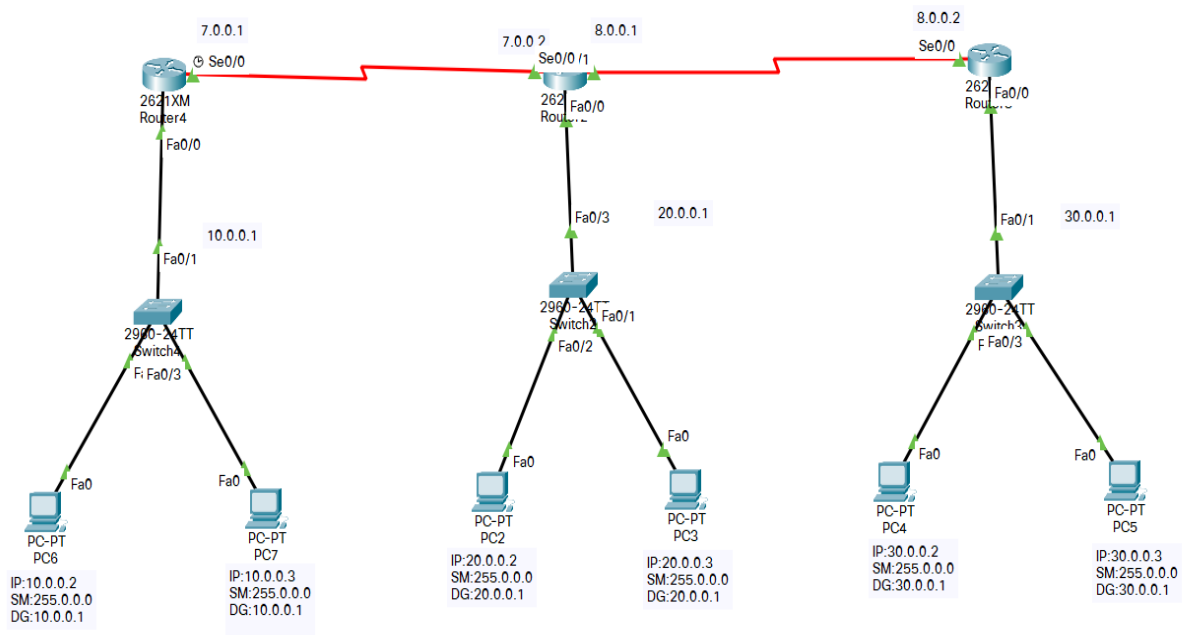 7.0.0.1
Se0/0
2621XM
Router4
Fa0/0
7.0.0.2
8.0.0.1
Se0/0
/1
262
Fa0/0
8.0.0.2
Se0/0
262
Fa0/0
10.0.0.1
Fa0/1
2960-24TT
Switch4
Fa0/3
Fa0/3
20.0.0.1
2960-24TT
Switch2
Fa0/1
Fa0/2
Fa0/1
30.0.0.1
2960-24TT
Switch3
Fa0/3
Fa0
Fa0
Fa0
Fa0
Fa0
Fa0
PC-PT
PC6
IP:10.0.0.2
SM:255.0.0.0
DG:10.0.0.1
PC-PT
PC7
IP:10.0.0.3
SM:255.0.0.0
DG:10.0.0.1
PC-PT
PC2
IP:20.0.0.2
SM:255.0.0.0
DG:20.0.0.1
PC-PT
PC3
IP:20.0.0.3
SM:255.0.0.0
DG:20.0.0.1
PC-PT
PC4
IP:30.0.0.2
SM:255.0.0.0
DG:30.0.0.1
PC-PT
PC5
IP:30.0.0.3
SM:255.0.0.0
DG:30.0.0.1